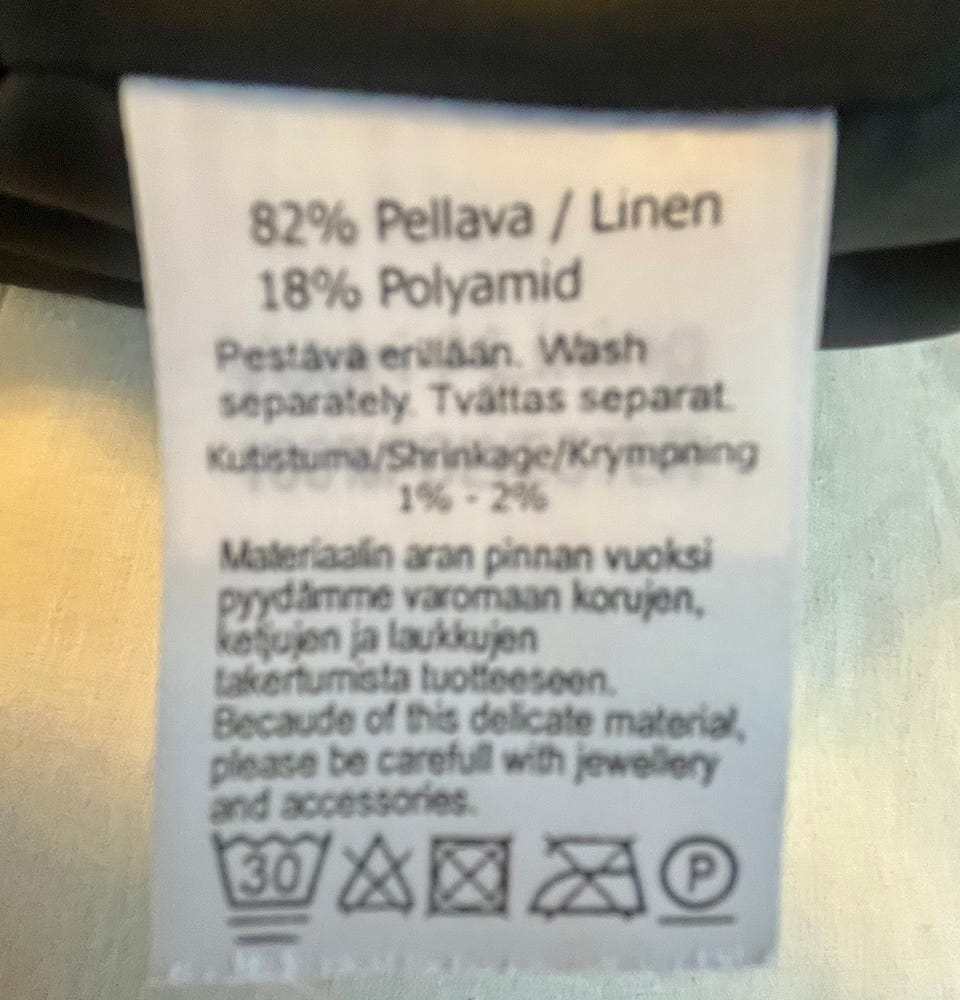 82% Pellava / Linen
18% Polyamid
Pestävä erillään. Wash
separately. Tvättas separat.
Kutistuma/Shrinkage/Krympning
1% - 2%
Materiaalin aran pinnan vuoksi
pyydämme varomaan korujen,
ketjujen ja laukkujen
takertumista tuotteeseen.
Becaude of this delicate material,
please be carefull with jewellery
and accessories.
30 P